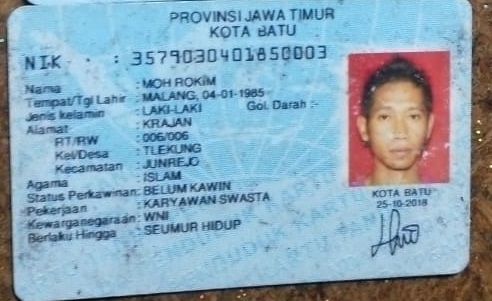 PROVINSI JAWA TIMUR
KOTA BATU
NIK : 3579030401850003
Nama : MOH ROKIM
Tempat/Tgl Lahir : MALANG, 04-01-1985
Jenis kelamin : LAKI-LAKI Gol. Darah :-
Alamat : KRAJAN
RT/RW : 006/006
Kel/Desa : TLEKUNG
Kecamatan : JUNREJO
Agama : ISLAM
Status Perkawinan: BELUM KAWIN
Pekerjaan : KARYAWAN SWASTA
Kewarganegaraan: WNI
Berlaku Hingga : SEUMUR HIDUP
KOTA BATU
25-10-2018